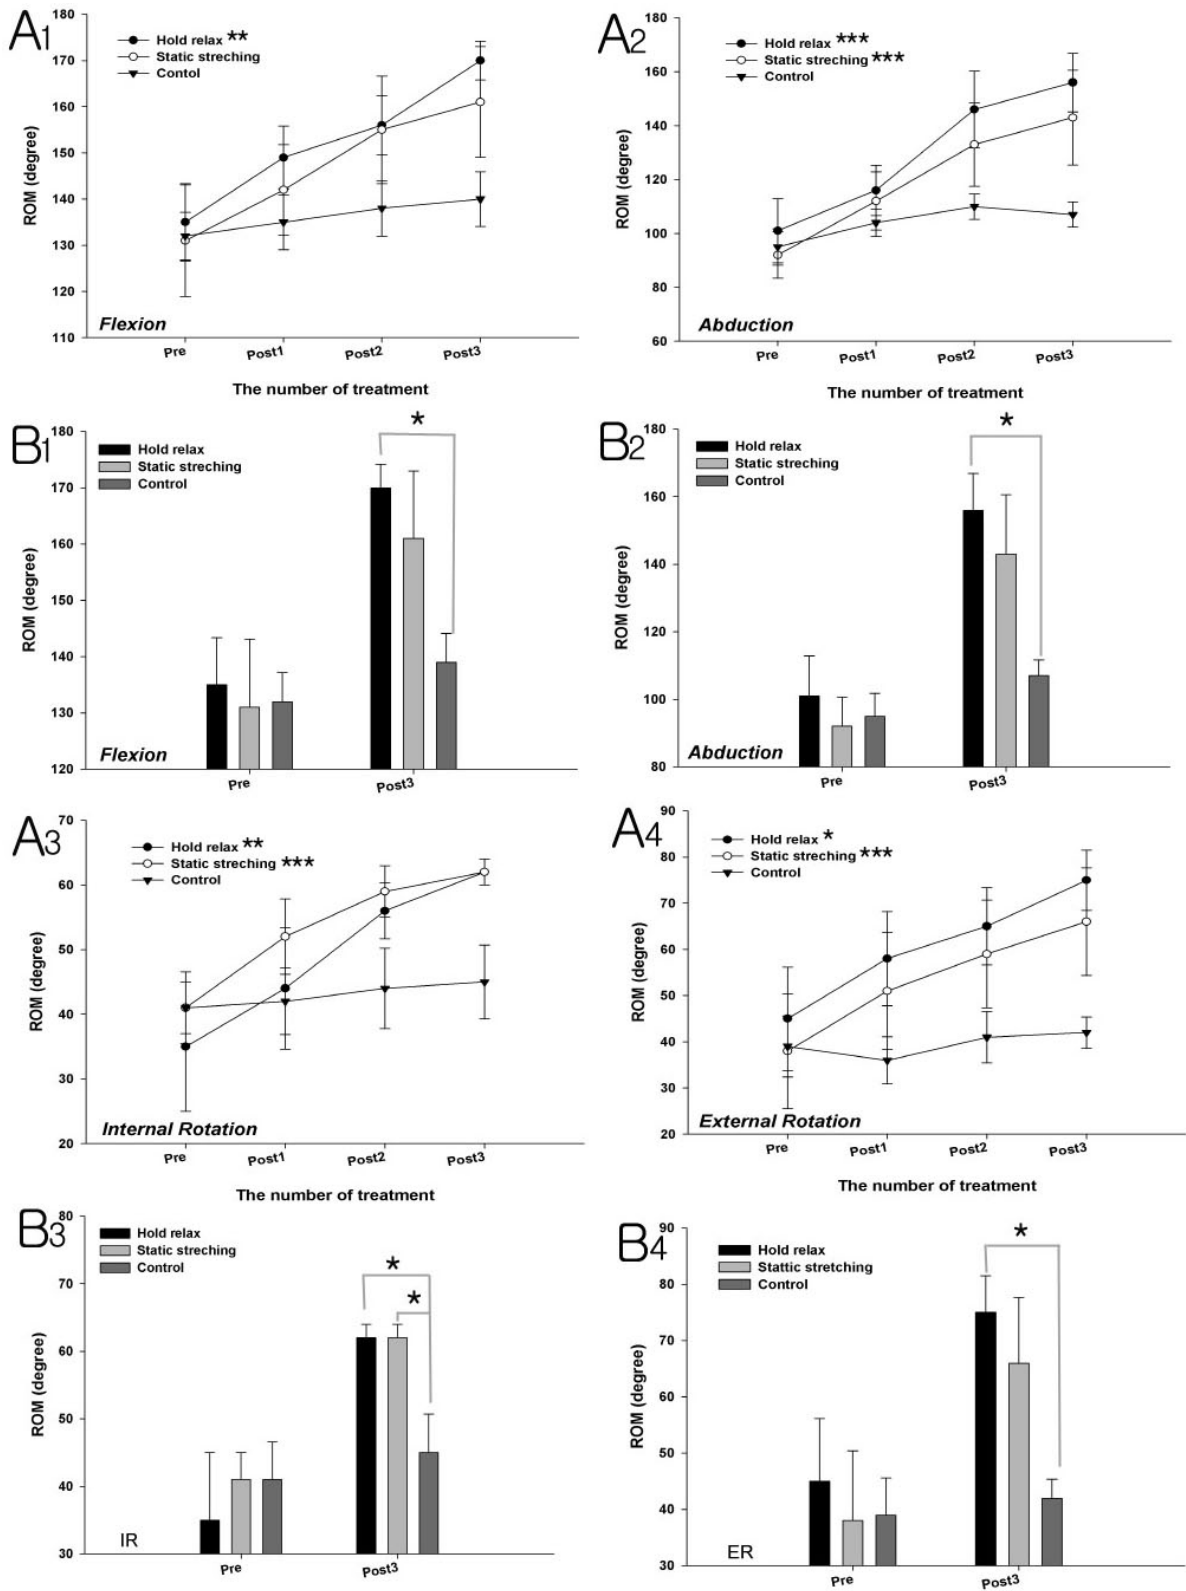 A1
180
170
160
150
140
130
120
110
ROM (degree)
Hold relax **
Static streching
Contol
Flexion
Pre Post1 Post2 Post3
The number of treatment
A2
180
160
140
120
100
80
60
ROM (degree)
Hold relax ***
Static streching ***
Control
Abduction
Pre Post1 Post2 Post3
The number of treatment
B1
180
170
160
150
140
130
120
ROM (degree)
Hold relax
Static streching
Control
*
Flexion
Pre Post3
B2
180
160
140
120
100
80
ROM (degree)
Hold relax
Static streching
Control
*
Abduction
Pre Post3
A3
70
60
50
40
30
20
ROM (degree)
Hold relax **
Static streching ***
Control
Internal Rotation
Pre Post1 Post2 Post3
The number of treatment
A4
90
80
70
60
50
40
30
20
ROM (degree)
Hold relax *
Static streching ***
Control
External Rotation
Pre Post1 Post2 Post3
The number of treatment
B3
80
70
60
50
40
30
ROM (degree)
Hold relax
Static streching
Control
*
*
IR
Pre Post3
B4
90
80
70
60
50
40
30
ROM (degree)
Hold relax
Stattic stretching
Control
*
ER
Pre Post3